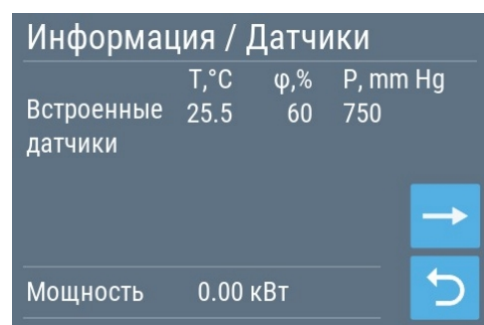 Информация / Датчики
T,°C φ,% P, mm Hg
Встроенные 25.5 60 750
датчики
Мощность 0.00 кВт